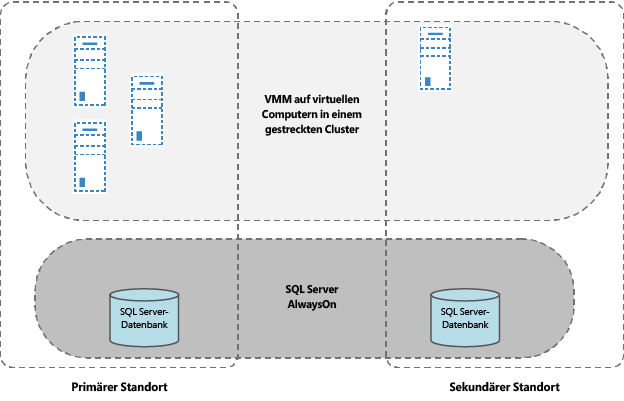 VMM auf virtuellen
Computern in einem
gestreckten Cluster
SQL Server
AlwaysOn
SQL Server-
Datenbank
SQL Server-
Datenbank
Primärer Standort
Sekundärer Standort